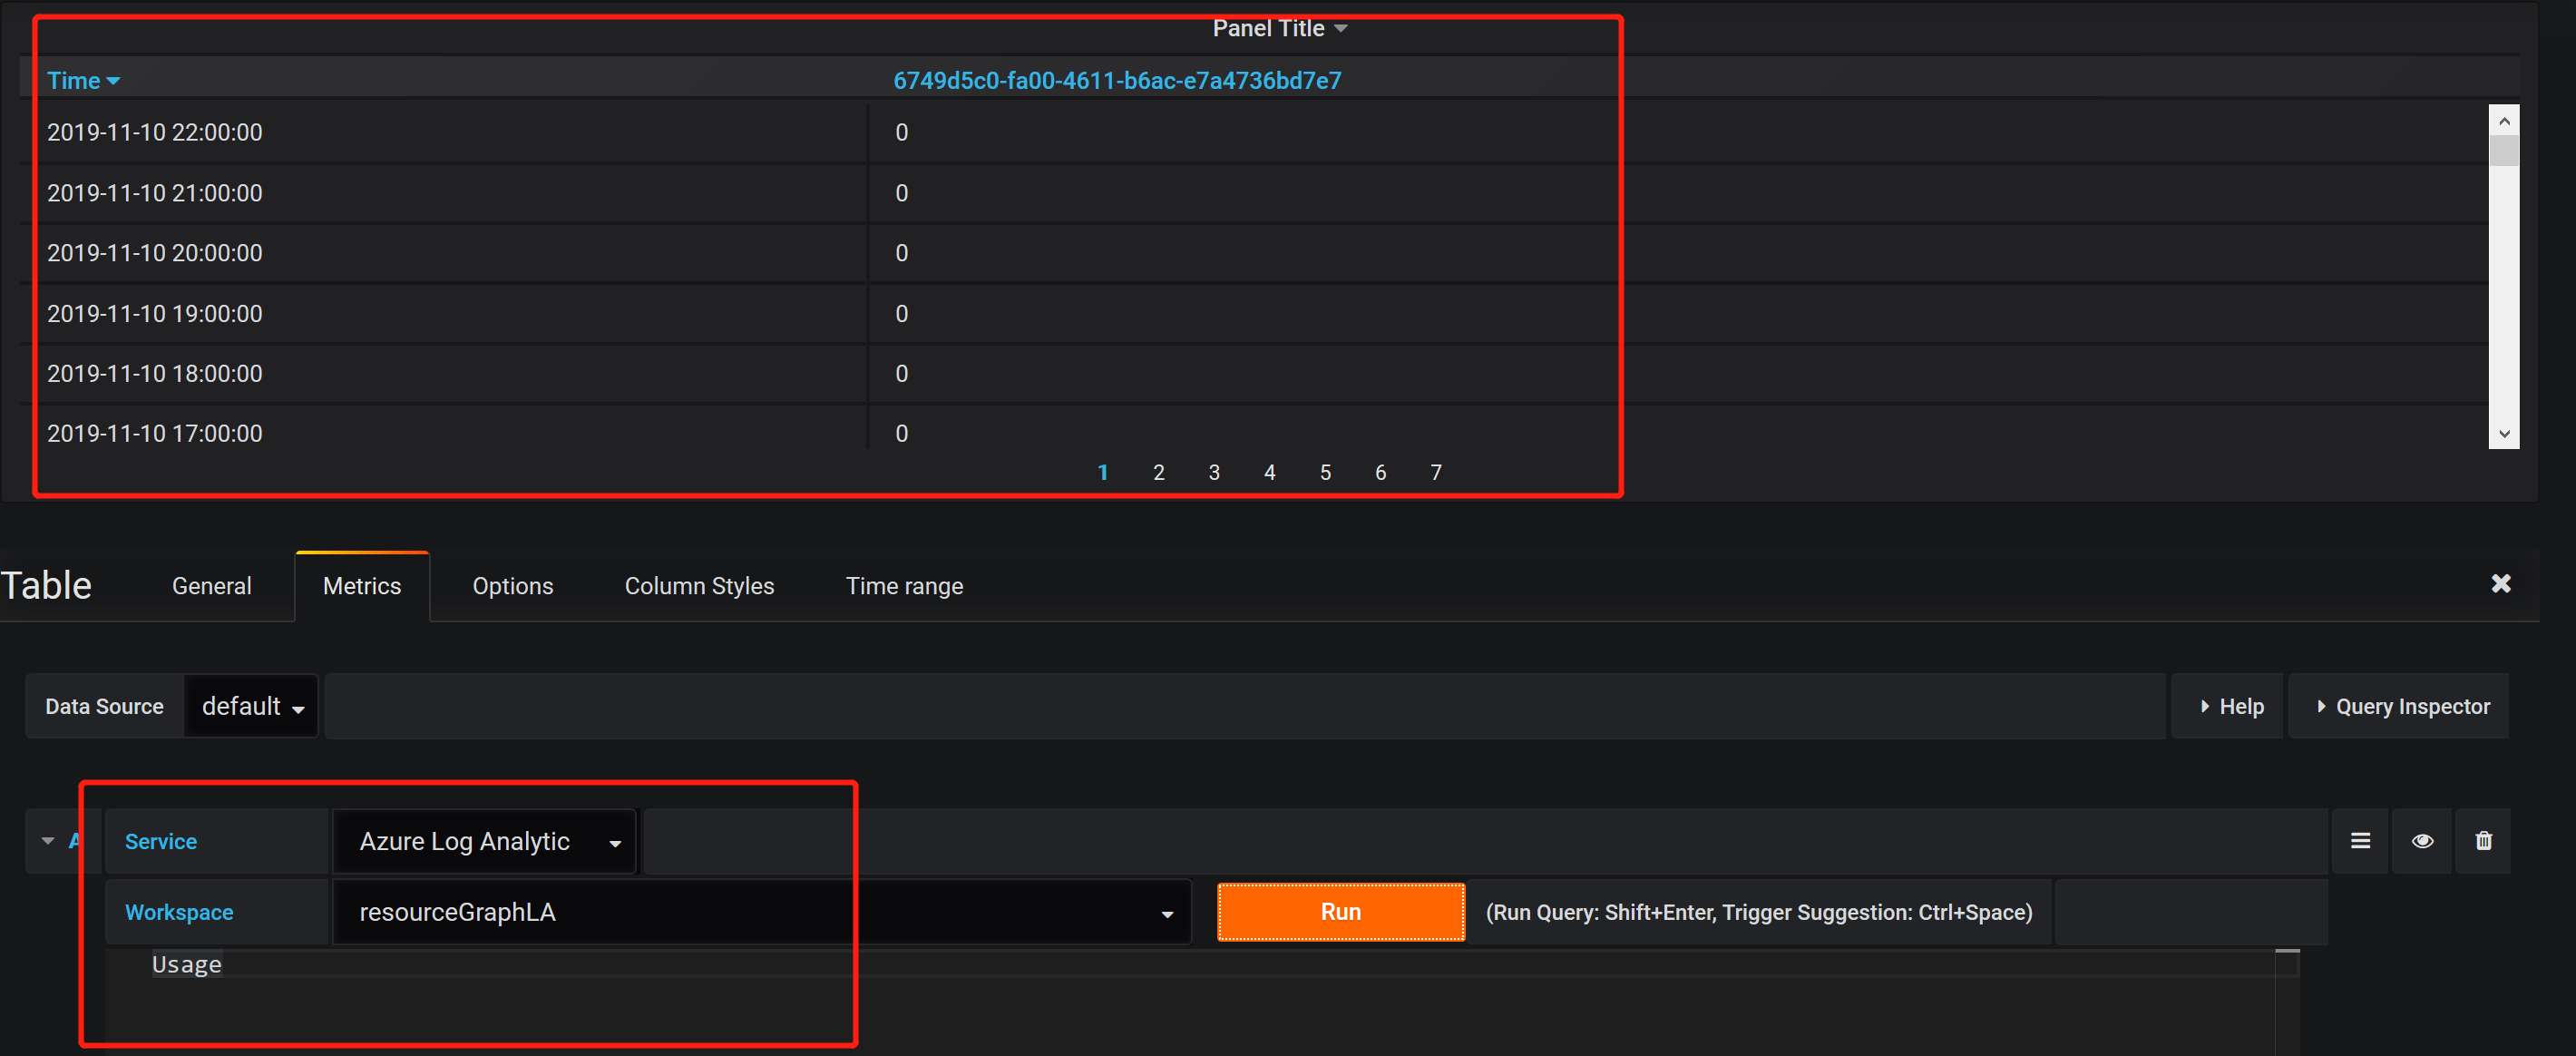 Panel Title
Time 6749d5c0-fa00-4611-b6ac-e7a4736bd7e7
2019-11-10 22:00:00 0
2019-11-10 21:00:00 0
2019-11-10 20:00:00 0
2019-11-10 19:00:00 0
2019-11-10 18:00:00 0
2019-11-10 17:00:00 0
1 2 3 4 5 6 7
Table General Metrics Options Column Styles Time range
Data Source default Help Query Inspector
A Service Azure Log Analytic
Workspace resourceGraphLA Run (Run Query: Shift+Enter, Trigger Suggestion: Ctrl+Space)
Usage